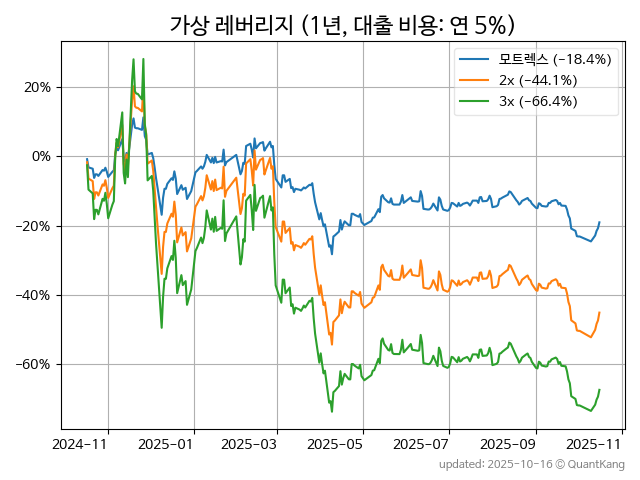 가상 레버리지 (1년, 대출 비용: 연 5%)
모트렉스 (-18.4%)
2x (-44.1%)
3x (-66.4%)
20%
0%
-20%
-40%
-60%
2024-11 2025-01 2025-03 2025-05 2025-07 2025-09 2025-11
updated: 2025-10-16 © QuantKang